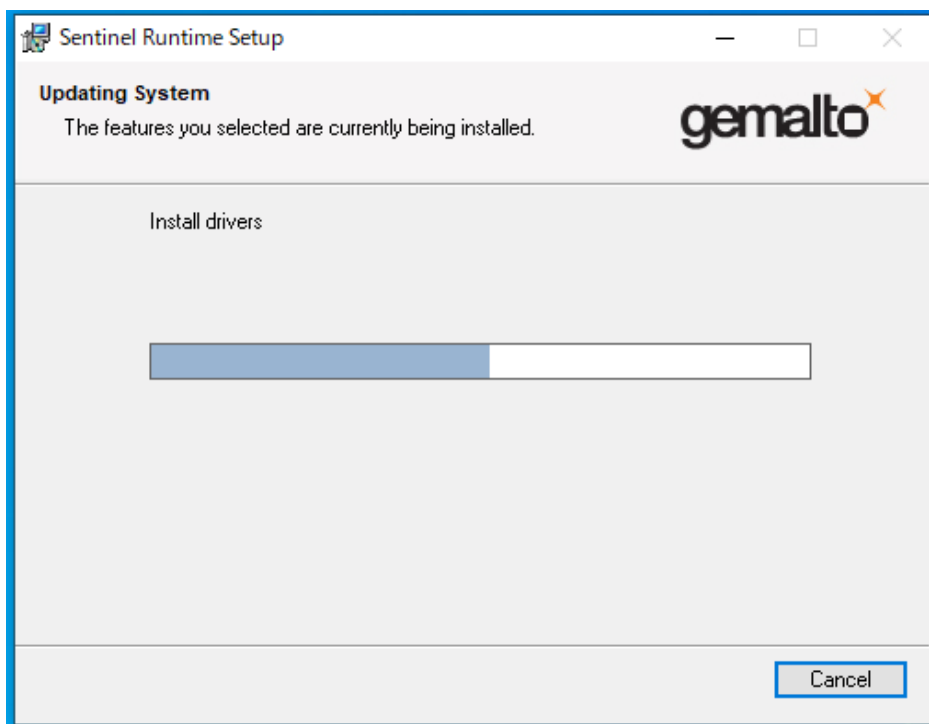 Sentinel Runtime Setup
Updating System
The features you selected are currently being installed.
gemalto
Install drivers
Cancel